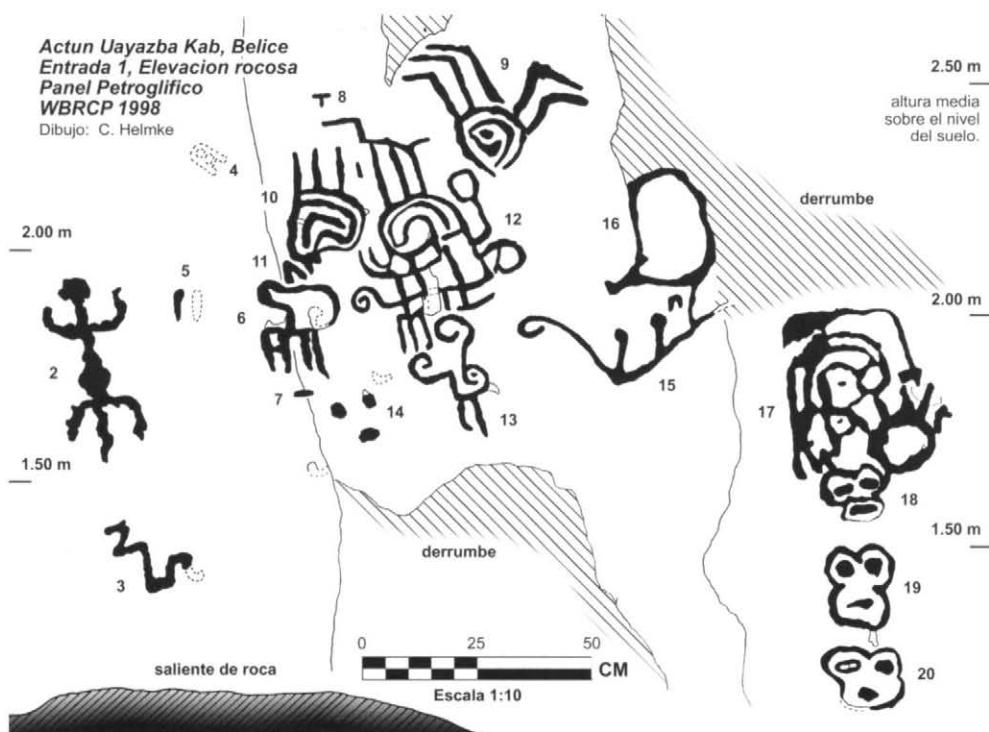 Actun Uayazba Kab, Belice
Entrada 1, Elevacion rocosa
Panel Petroglifico
WBRCP 1998
Dibujo: C. Helmke
9
2.50 m
altura media
sobre el nivel
del suelo.
8
4
10
12
16
derrumbe
2.00 m
11
5
2.00 m
6
2
15
7
14
13
17
1.50 m
18
1.50 m
derrumbe
3
19
0 25 50
CM
Escala 1:10
saliente de roca
20